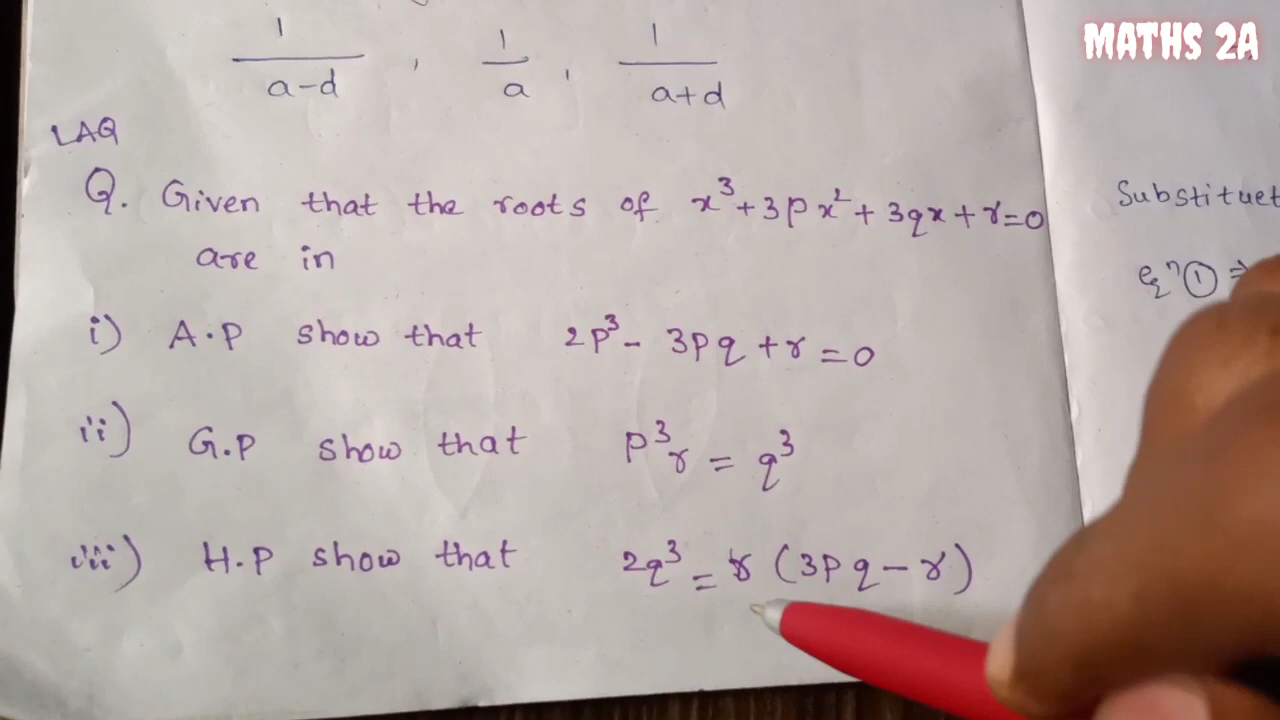 MATHS 2A
1/(a-d) , 1/a , 1/(a+d)
LAQ
Q. Given that the roots of x³+3px²+3qx+r=0
are in
i) A.P show that 2p³- 3pq+r=0
ii) G.P show that p³r = q³
iii) H.P show that 2q³ = r (3pq-r)
Substituet
eqⁿ ① ⇒